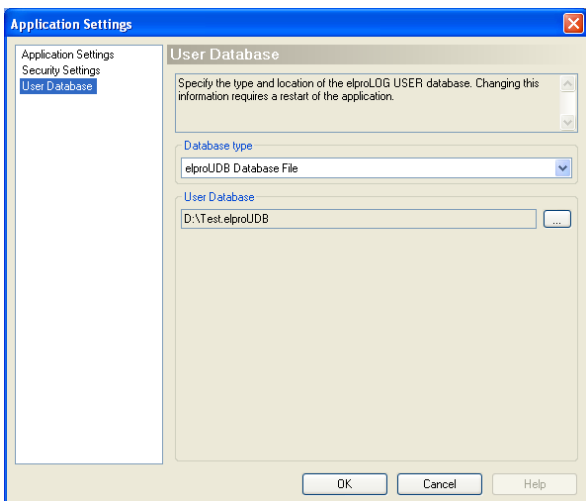 Application Settings
Application Settings
Security Settings
User Database
User Database
Specify the type and location of the elproLOG USER database. Changing this
information requires a restart of the application.
Database type
elproUDB Database File
User Database
D:\Test.elproUDB
...
OK
Cancel
Help